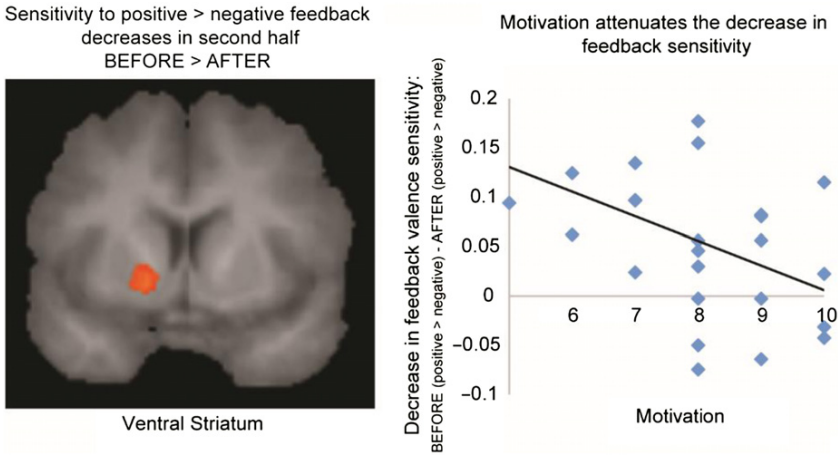 Sensitivity to positive > negative feedback
decreases in second half
BEFORE > AFTER
Ventral Striatum
Motivation attenuates the decrease in
feedback sensitivity
Decrease in feedback valence sensitivity:
BEFORE (positive > negative) - AFTER (positive > negative)
0.2
0.15
0.1
0.05
0
−0.05
−0.1
6 7 8 9 10
Motivation